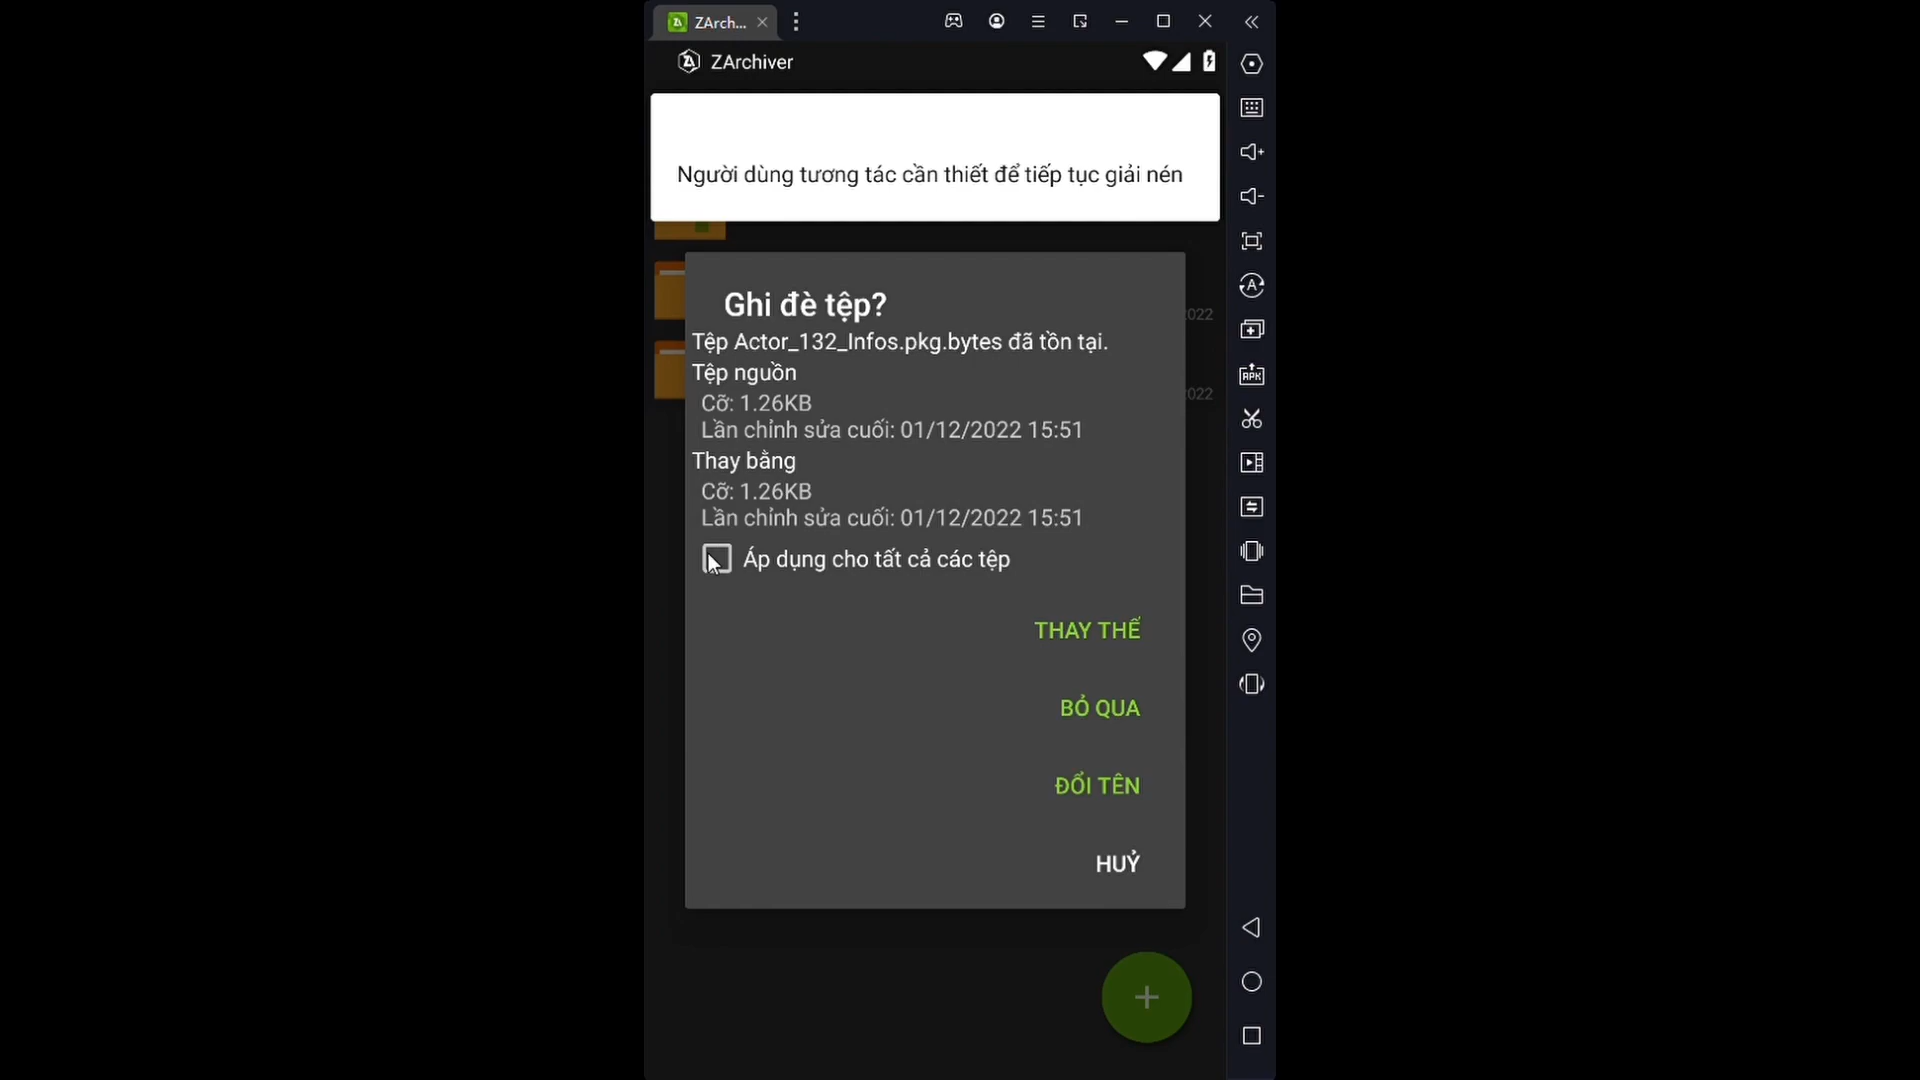 ZArch...
ZArchiver
Người dùng tương tác cần thiết để tiếp tục giải nén
2022
2022
Ghi đè tệp?
Tệp Actor_132_Infos.pkg.bytes đã tồn tại.
Tệp nguồn
Cỡ: 1.26KB
Lần chỉnh sửa cuối: 01/12/2022 15:51
Thay bằng
Cỡ: 1.26KB
Lần chỉnh sửa cuối: 01/12/2022 15:51
Áp dụng cho tất cả các tệp
THAY THẾ
BỎ QUA
ĐỔI TÊN
HUỶ
A
APK